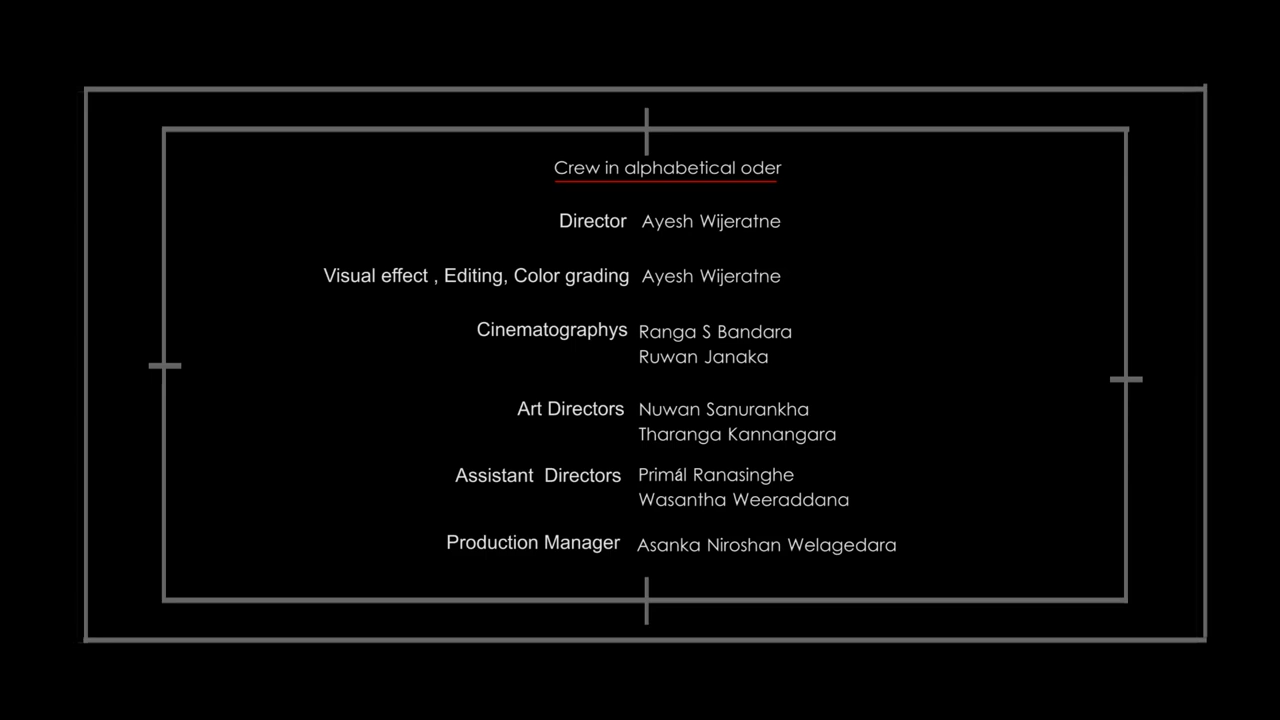 Crew in alphabetical oder
Director Ayesh Wijeratne
Visual effect , Editing, Color grading Ayesh Wijeratne
Cinematographys Ranga S Bandara
Ruwan Janaka
Art Directors Nuwan Sanurankha
Tharanga Kannangara
Assistant Directors Primál Ranasinghe
Wasantha Weeraddana
Production Manager Asanka Niroshan Welagedara